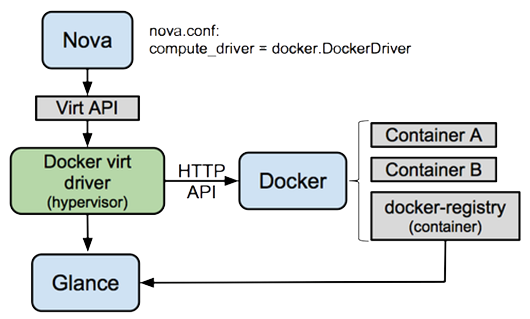 Nova
nova.conf:
compute_driver = docker.DockerDriver
Virt API
Docker virt
driver
(hypervisor)
HTTP
API
Docker
Container A
Container B
docker-registry
(container)
Glance